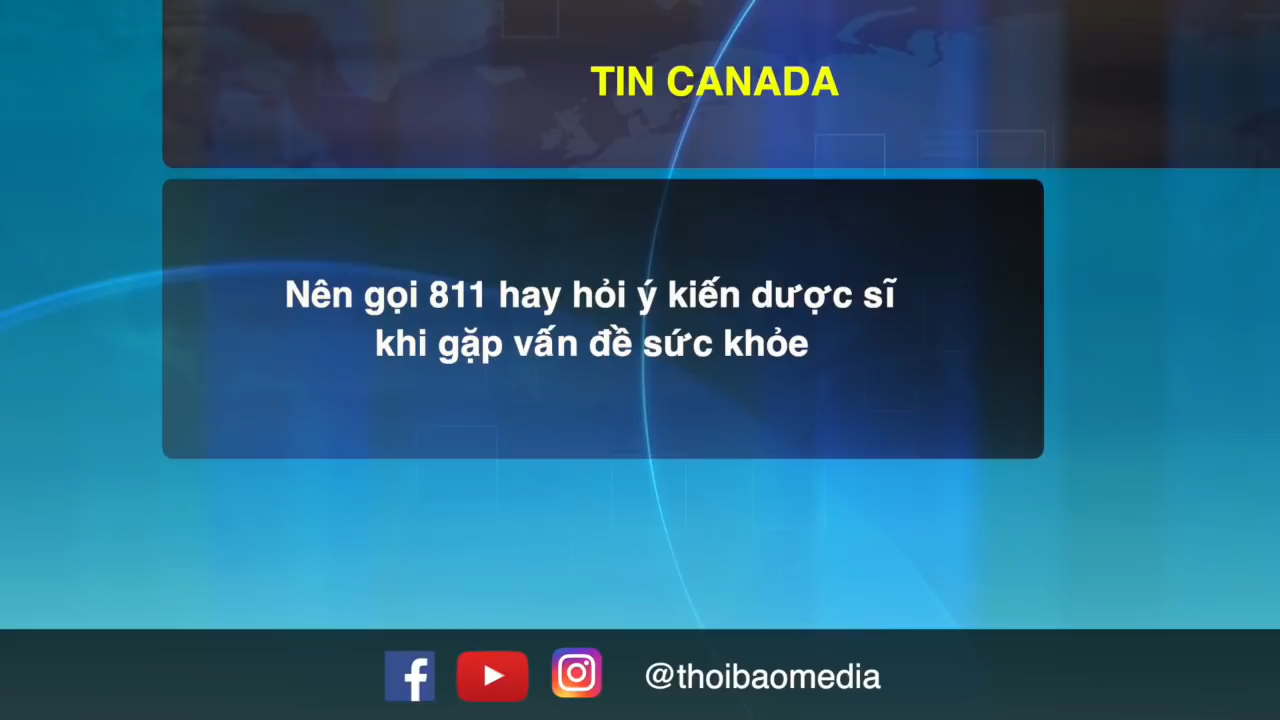 TIN CANADA
Nên gọi 811 hay hỏi ý kiến dược sĩ
khi gặp vấn đề sức khỏe
@thoibaomedia